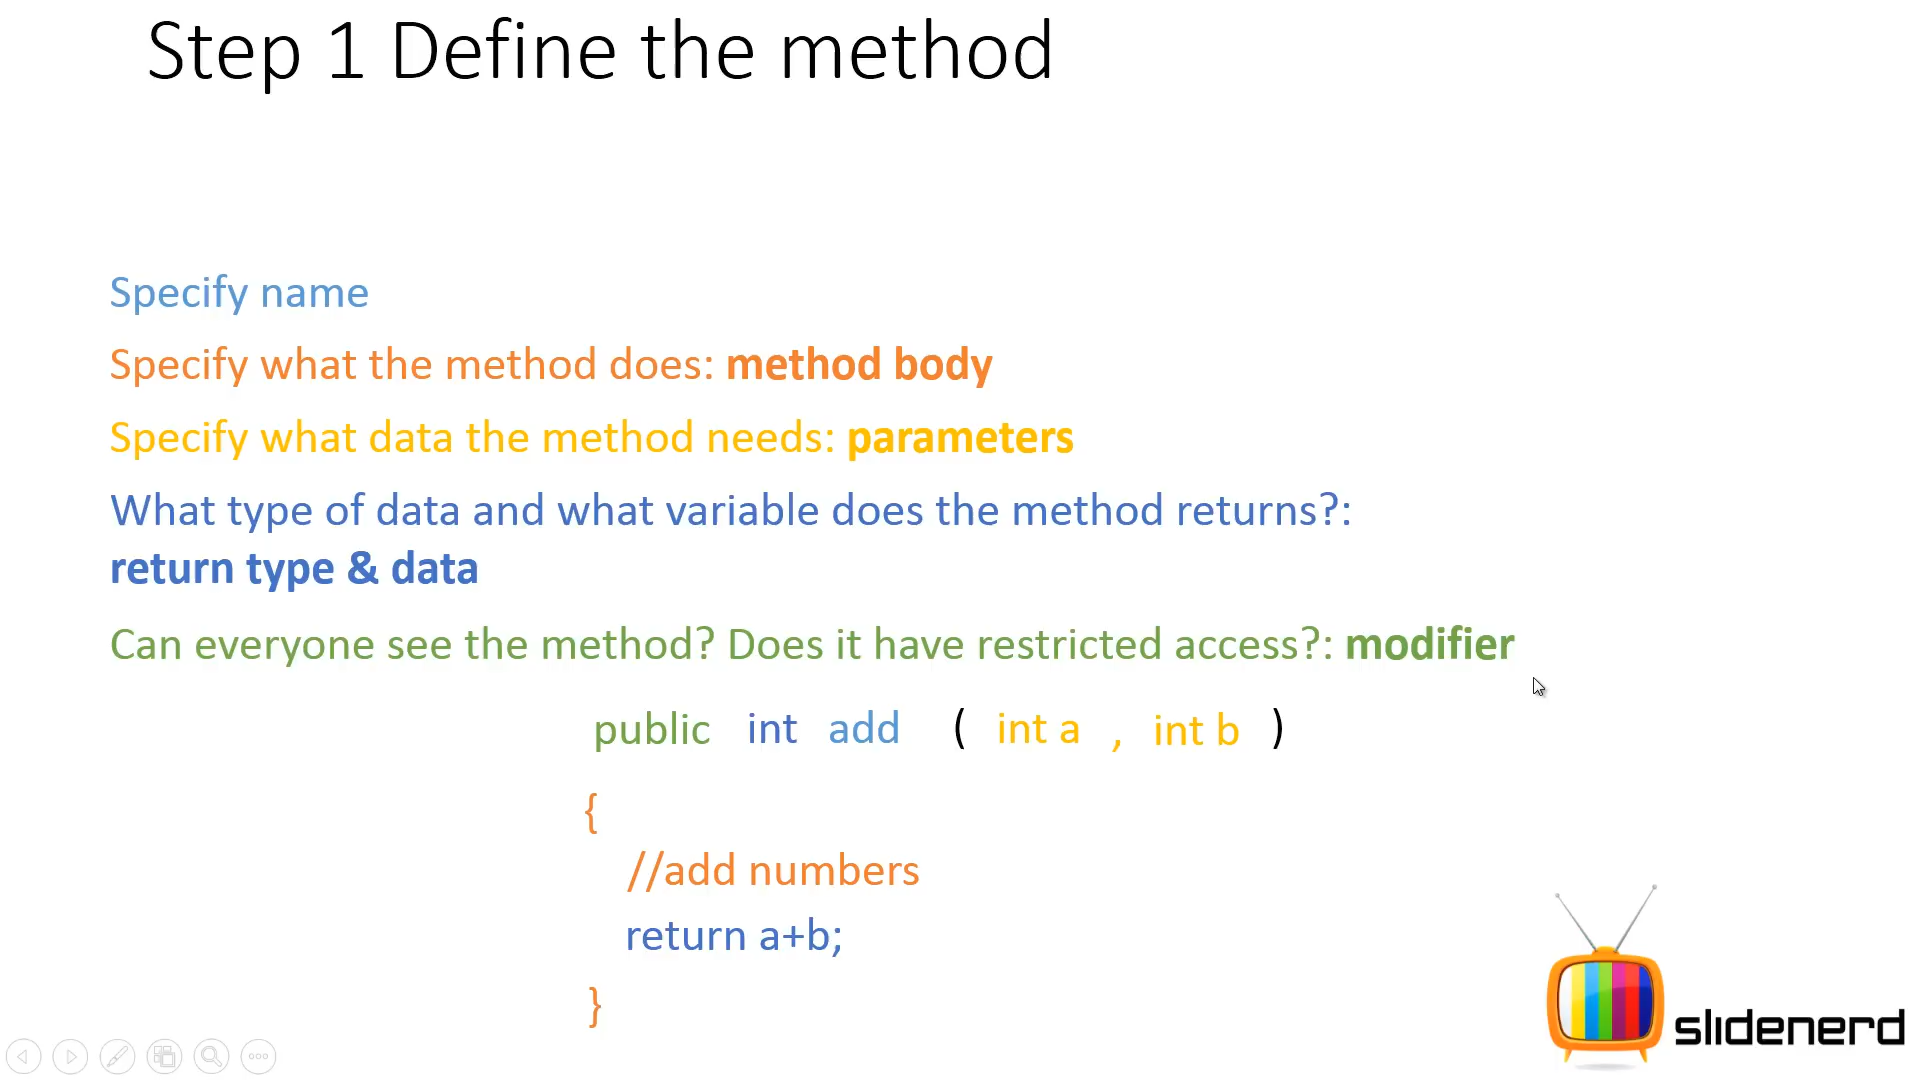 Step 1 Define the method
Specify name
Specify what the method does: method body
Specify what data the method needs: parameters
What type of data and what variable does the method returns?:
return type & data
Can everyone see the method? Does it have restricted access?: modifier
public int add ( int a , int b )
{
//add numbers
return a+b;
}
slidenerd